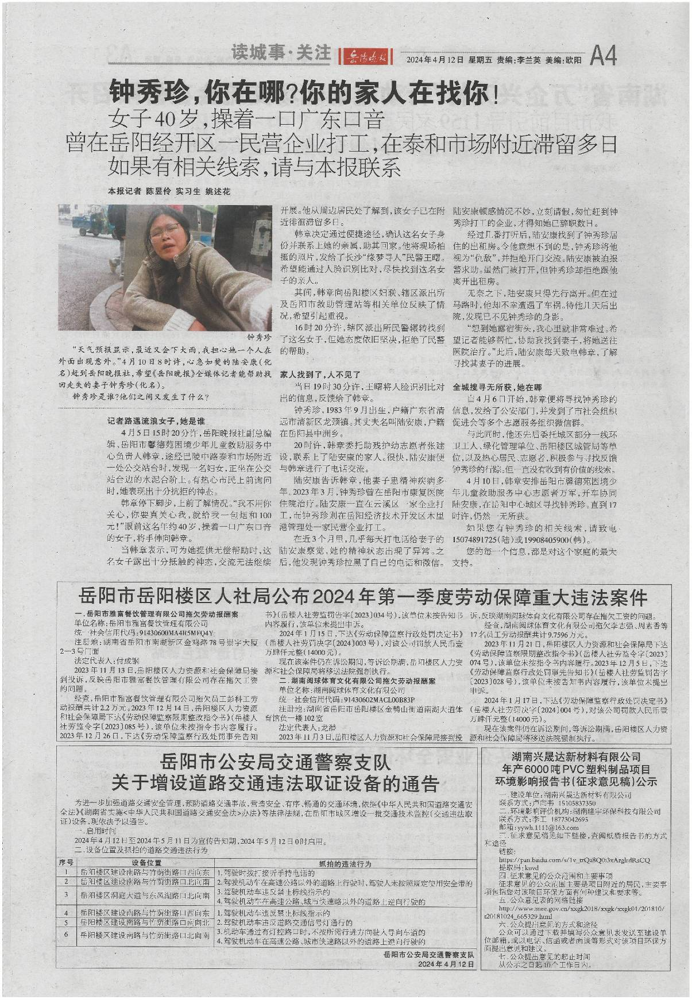 读城事·关注
岳阳晚报
2024年4月12日 星期五 责编:李兰英 美编:欧阳
A4
钟秀珍,你在哪?你的家人在找你!
女子40岁,操着一口广东口音
曾在岳阳经开区一民营企业打工,在泰和市场附近滞留多日
如果有相关线索,请与本报联系
本报记者 陈昱伶 实习生 姚述花
钟秀珍
“天气预报显示,最近又会下大雨,我担心她一个人在
外面出现意外。”4月10日8时许,心急如焚的陆安康(化
名)赶到岳阳晚报社,希望《岳阳晚报》全媒体记者能帮助找
回走失的妻子钟秀珍(化名)。
钟秀珍是谁?他们之间又发生了什么?
记者路遇流浪女子,她是谁
4月5日15时20分许,岳阳晚报社副总编
辑、岳阳市馨德苑困境少年儿童救助服务中
心负责人韩章,途经巴陵中路泰和市场附近
一处公交站台时,发现一名妇女,正坐在公交
站台边的水泥台阶上。有热心市民上前询问
时,她表现出十分抗拒的神态。
韩章停下脚步,上前了解情况。“我不用你
关心,你要真关心我,就给我一包烟和100
元!”眼前这名年约40岁,操着一口广东口音
的女子,将手伸向韩章。
当韩章表示,可为她提供无偿帮助时,这
名女子露出十分抵触的神态,交流无法继续
开展。他从周边居民处了解到,该女子已在附
近徘徊滞留多日。
韩章决定通过便捷途径,确认这名女子身
份并联系上她的亲属,助其回家。他将现场拍
摄的照片,发给了长沙“缘梦寻人”民警王曙。
希望能通过人脸识别比对,尽快找到这名女
子的亲人。
其间,韩章向岳阳楼区妇联、辖区派出所
及岳阳市救助管理站等相关单位反映了情
况,希望引起重视。
16时20分许,辖区派出所民警辗转找到
了这名女子,但她态度依旧坚决,拒绝了民警
的帮助。
家人找到了,人不见了
当日19时30分许,王曙将人脸识别比对
出的信息,反馈给了韩章。
钟秀珍,1983年9月出生,户籍广东省清
远市清新区龙颈镇。其丈夫名叫陆安康,户籍
在岳阳县中洲乡。
20时许,韩章委托助残护幼志愿者张建
设,联系上了陆安康的家人。很快,陆安康便
与韩章进行了电话交流。
陆安康告诉韩章,他妻子患精神疾病多
年。2023年3月,钟秀珍曾在岳阳市康复医院
住院治疗。陆安康一直在云溪区一家企业打
工,而钟秀珍则在岳阳经济技术开发区木里
港管理处一家民营企业打工。
在近3个月里,几乎每天打电话给妻子的
陆安康察觉,她的精神状态出现了异常。之
后,他发现钟秀珍拉黑了自己的电话和微信。
陆安康顿感情况不妙,立刻请假,匆忙赶到钟
秀珍打工的企业,才得知她已辞职数日。
经过几番打听后,陆安康找到了钟秀珍居
住的出租房。令他意想不到的是,钟秀珍将他
视为“仇敌”,并拒绝开门交流。陆安康被迫报
警求助。虽然门被打开,但钟秀珍却拒绝跟他
离开出租房。
无奈之下,陆安康只得先行离开。但在过
马路时,他却不幸遭遇了车祸。待他几天后出
院,发现已不见钟秀珍的身影。
“想到她露宿街头,我心里就非常难过。希
望记者能够帮忙,协助我找到妻子,将她送往
医院治疗。”此后,陆安康每天致电韩章,了解
寻找其妻子的进展。
全城搜寻无所获,她在哪
自4月6日开始,韩章便将寻找钟秀珍的
信息,发给了公安部门,并发到了市社会组织
促进会等多个志愿服务组织微信群。
与此同时,他还先后委托城区部分一线环
卫工人、绿化管理单位、岳阳楼区城管局等单
位,以及热心居民、志愿者,积极参与寻找反馈
钟秀珍的行踪。但一直没有收到有价值的线索。
4月10日,韩章安排岳阳市馨德苑困境少
年儿童救助服务中心志愿者万军,开车协同
陆安康,在岳阳中心城区寻找钟秀珍。直到17
时许,仍然一无所获。
如果您有钟秀珍的相关线索,请致电
15074891725(陆)或19908405900(韩)。
您的每一个信息,都是对这个家庭的最大
支持。
岳阳市岳阳楼区人社局公布2024年第一季度劳动保障重大违法案件
一.岳阳市雅富餐饮管理有限公司拖欠劳动报酬案
单位名称:岳阳市雅富餐饮管理有限公司
统一社会信用代码:91430600MA4R5MFQ4Y
注册地:湖南省岳阳市南湖新区金鸡路78号崇宇大厦
2—3号门面
法定代表人:付成钢
2023年11月13日,岳阳楼区人力资源和社会保障局接
到投诉,反映岳阳市雅富餐饮管理有限公司存在拖欠工资
的问题。
经查,岳阳市雅富餐饮管理有限公司拖欠员工彭科工劳
动报酬共计2.2万元。2023年12月14日,岳阳楼区人力资源
和社会保障局下达《劳动保障监察限期整改指令书》(岳楼人
社劳监令字〔2023〕085号),该单位未按指令书内容履行。
2023年12月26日,下达《劳动保障监察行政处罚事先告知
书》(岳楼人社劳监罚告字〔2023〕034号),该单位未按告知书
内容履行,该单位未提出申诉。
2024年1月15日,下达《劳动保障监察行政处罚决定书》
(岳楼人社劳罚决字〔2024〕003号),对该公司罚款人民币壹
万肆仟元整(14000元)。
现在该案件仍在诉讼期间,等诉讼期满,岳阳楼区人力资
源和社会保障局将移送法院强制执行。
二.湖南阅球体育文化有限公司拖欠劳动报酬案
单位名称:湖南阅球体育文化有限公司
统一社会信用代码:91430602MACL00B83P
注册地:湖南省岳阳市岳阳楼区金鹗山街道南湖大道体
育馆负一楼102室
法定代表人:龙潜
2023年11月3日,岳阳楼区人力资源和社会保障局接到投
诉,反映湖南阅球体育文化有限公司存在拖欠工资的问题。
经查,湖南阅球体育文化有限公司拖欠李志强、周素香等
17名员工劳动报酬共计9.7596万元。
2023年11月21日,岳阳楼区人力资源和社会保障局下达
《劳动保障监察限期整改指令书》(岳楼人社劳监令字〔2023〕
074号),该单位未按指令书内容履行。2023年12月5日,下达
《劳动保障监察行政处罚事先告知书》(岳楼人社劳监罚告字
〔2023〕028号),该单位未按告知书内容履行,该单位未提出
申诉。
2024年1月17日,下达《劳动保障监察行政处罚决定书》
(岳楼人社劳罚决字〔2024〕004号),对该公司罚款人民币壹
万肆仟元整(14000元)。
现在该案件仍在诉讼期间,等诉讼期满,岳阳楼区人力资
源和社会保障局将移送法院强制执行。
岳阳市公安局交通警察支队
关于增设道路交通违法取证设备的通告
为进一步加强道路交通安全管理,预防道路交通事故,营造安全、有序、畅通的交通环境,依据《中华人民共和国道路交通安
全法》《湖南省实施<中华人民共和国道路交通安全法>办法》等法律法规,在岳阳市城区增设一批交通技术监控(交通违法取
证)设备,现依法予以通告。
一.启用时间
2024年4月12日至2024年5月11日为宣传告知期,2024年5月12日0时启用。
二.设备位置及抓拍的道路交通违法行为
序号 设备位置 抓拍的违法行为
1 岳阳楼区建设南路与竹荫街路口西向东
2 岳阳楼区建设南路与竹荫街路口北向南
3 岳阳楼区洞庭大道与东风湖路口北向南
1.驾驶时拨打接听手持电话的
2.驾驶机动车在高速公路以外的道路上行驶时,驾驶人未按照规定使用安全带的
3.驾驶机动车违反禁止标线指示的
4.驾驶机动车在高速公路、城市快速路以外的道路上逆向行驶的
4 岳阳楼区建设南路与竹荫街路口西向东
5 岳阳楼区建设南路与竹荫街路口南向北
6 岳阳楼区建设南路与竹荫街路口北向南
1.驾驶机动车违反禁止标线指示的
2.驾驶机动车违反道路交通信号灯通行的
3.机动车通过有灯控路口时,不按所需行进方向驶入导向车道的
4.驾驶机动车在高速公路、城市快速路以外的道路上逆向行驶的
岳阳市公安局交通警察支队
2024年4月12日
湖南兴晟达新材料有限公司
年产6000吨PVC塑料制品项目
环境影响报告书(征求意见稿)公示
一.建设单位:湖南兴晟达新材料有限公司
联系方式:卢向书 15105837350
二.环境影响评价机构:湖南隆宇环保科技有限公司
联系方式:李工 18773042695
邮箱:yywh.1111@163.com
三.征求意见稿见如下链接,查阅纸质报告书的方式
和途径
链接:
https://pan.baidu.com/s/1v_trQa8Q0i3xAzglrdRsCQ
提取码:kuvd
四.征求意见的公众范围和主要事项
征求意见的公众范围主要是项目附近的居民,主要事
项包括您对该项目环保方面有何种建议和要求等。
五.公众意见表的网络链接
http://www.mee.gov.cn/xxgk2018/xxgk/xxgk01/201810/
t20181024_665329.html
六.公众提出意见的方式和途径
公众可以通过下载并填写公众意见表发送至建设单
位邮箱,或以电话、信函或者面谈等形式对该项目环保方
面提出意见和建议。
七.公众提出意见的起止时间
从公示之日起10个工作日内。